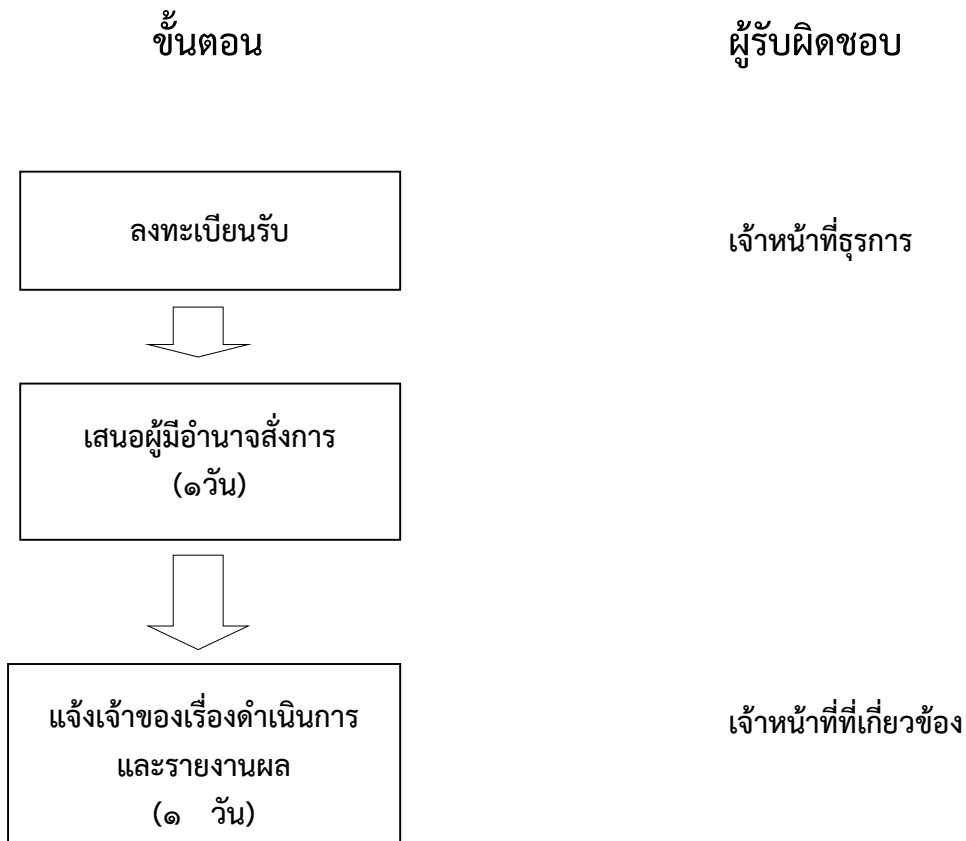 ขั้นตอน ผู้รับผิดชอบ
ลงทะเบียนรับ
เจ้าหน้าที่ธุรการ
เสนอผู้มีอำนาจสั่งการ
(๑วัน)
แจ้งเจ้าของเรื่องดำเนินการ
เจ้าหน้าที่ที่เกี่ยวข้อง
และรายงานผล
(๑ วัน)